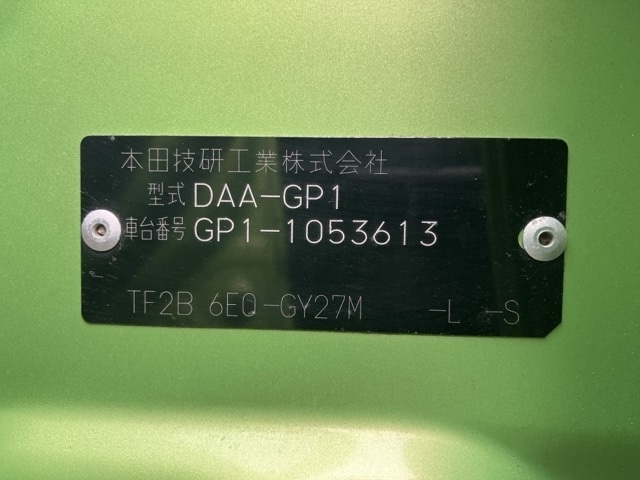 本田技研工業株式会社
型式 DAA-GP1
車台番号 GP1-1053613
TF2B 6EO-GY27M -L -S